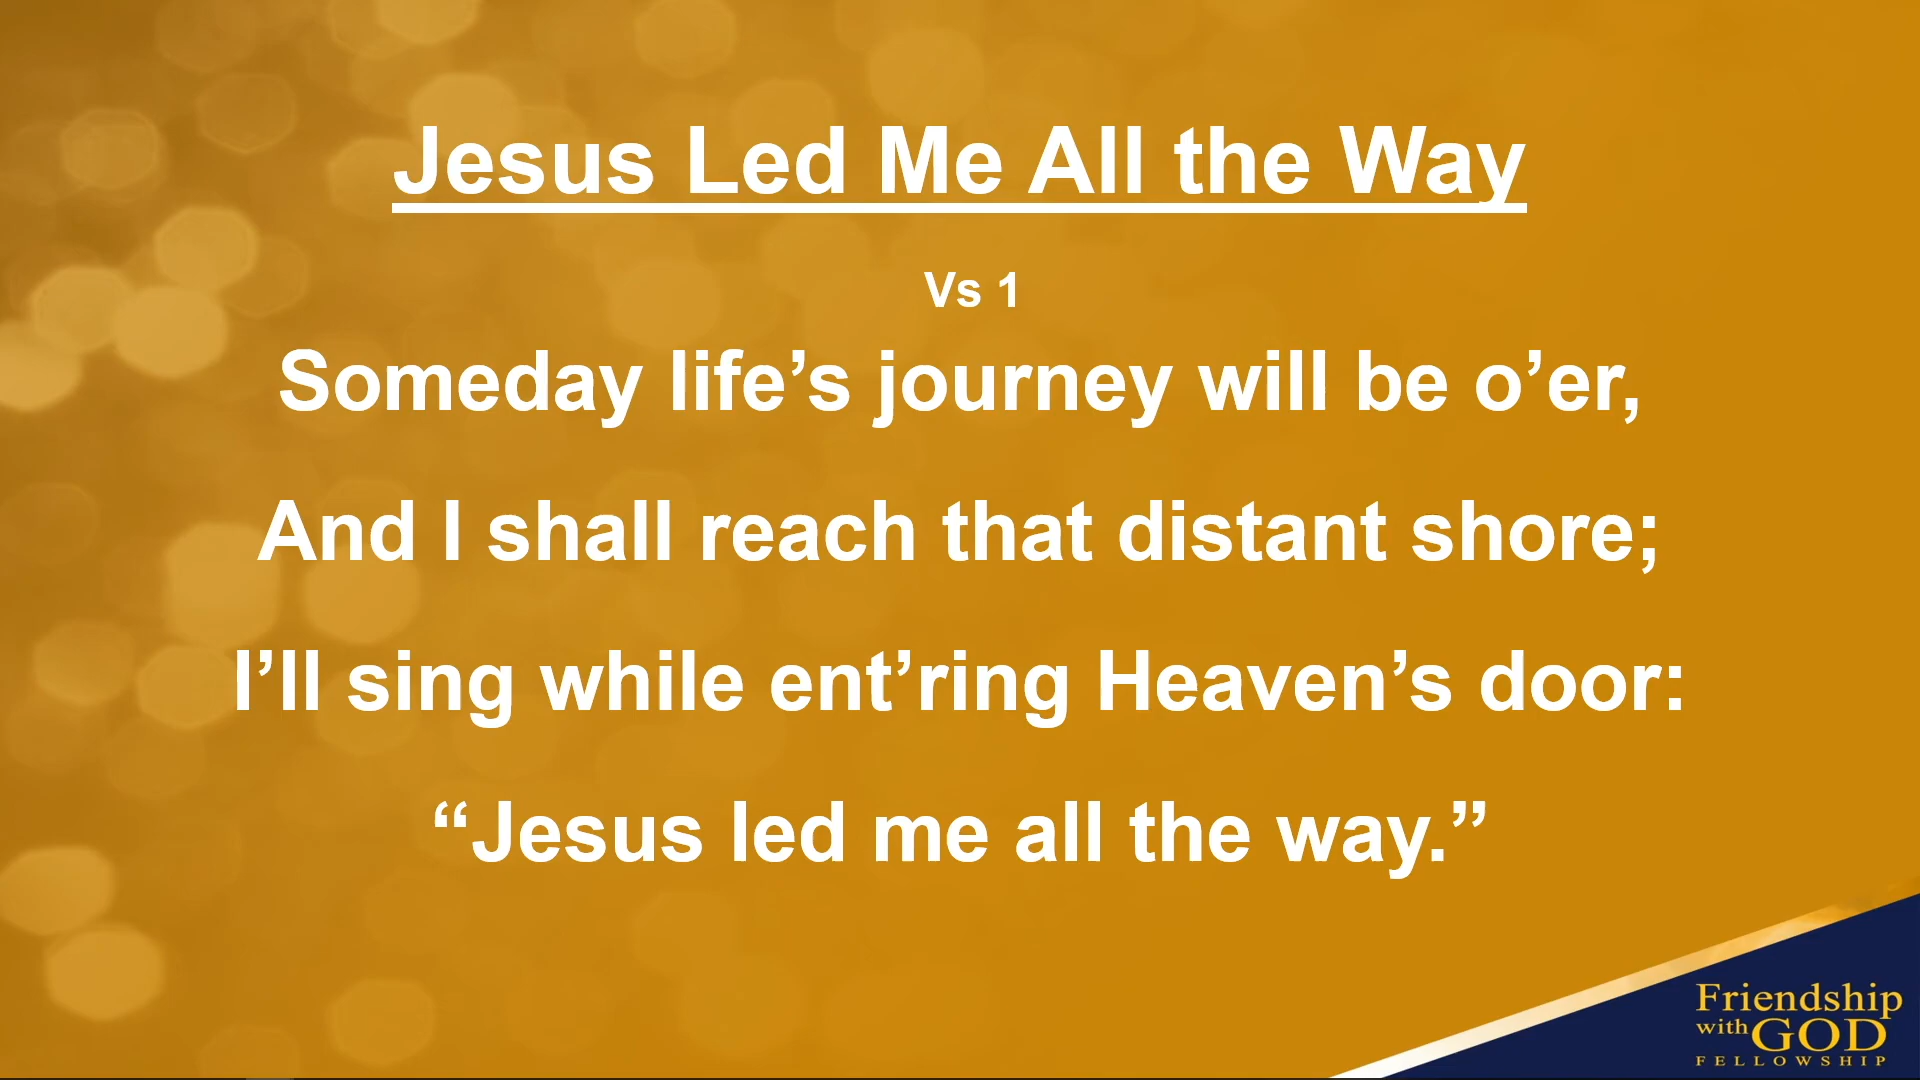 Jesus Led Me All the Way
Vs 1
Someday life’s journey will be o’er,
And I shall reach that distant shore;
I’ll sing while ent’ring Heaven’s door:
“Jesus led me all the way.”
Friendship
with GOD
FELLOWSHIP